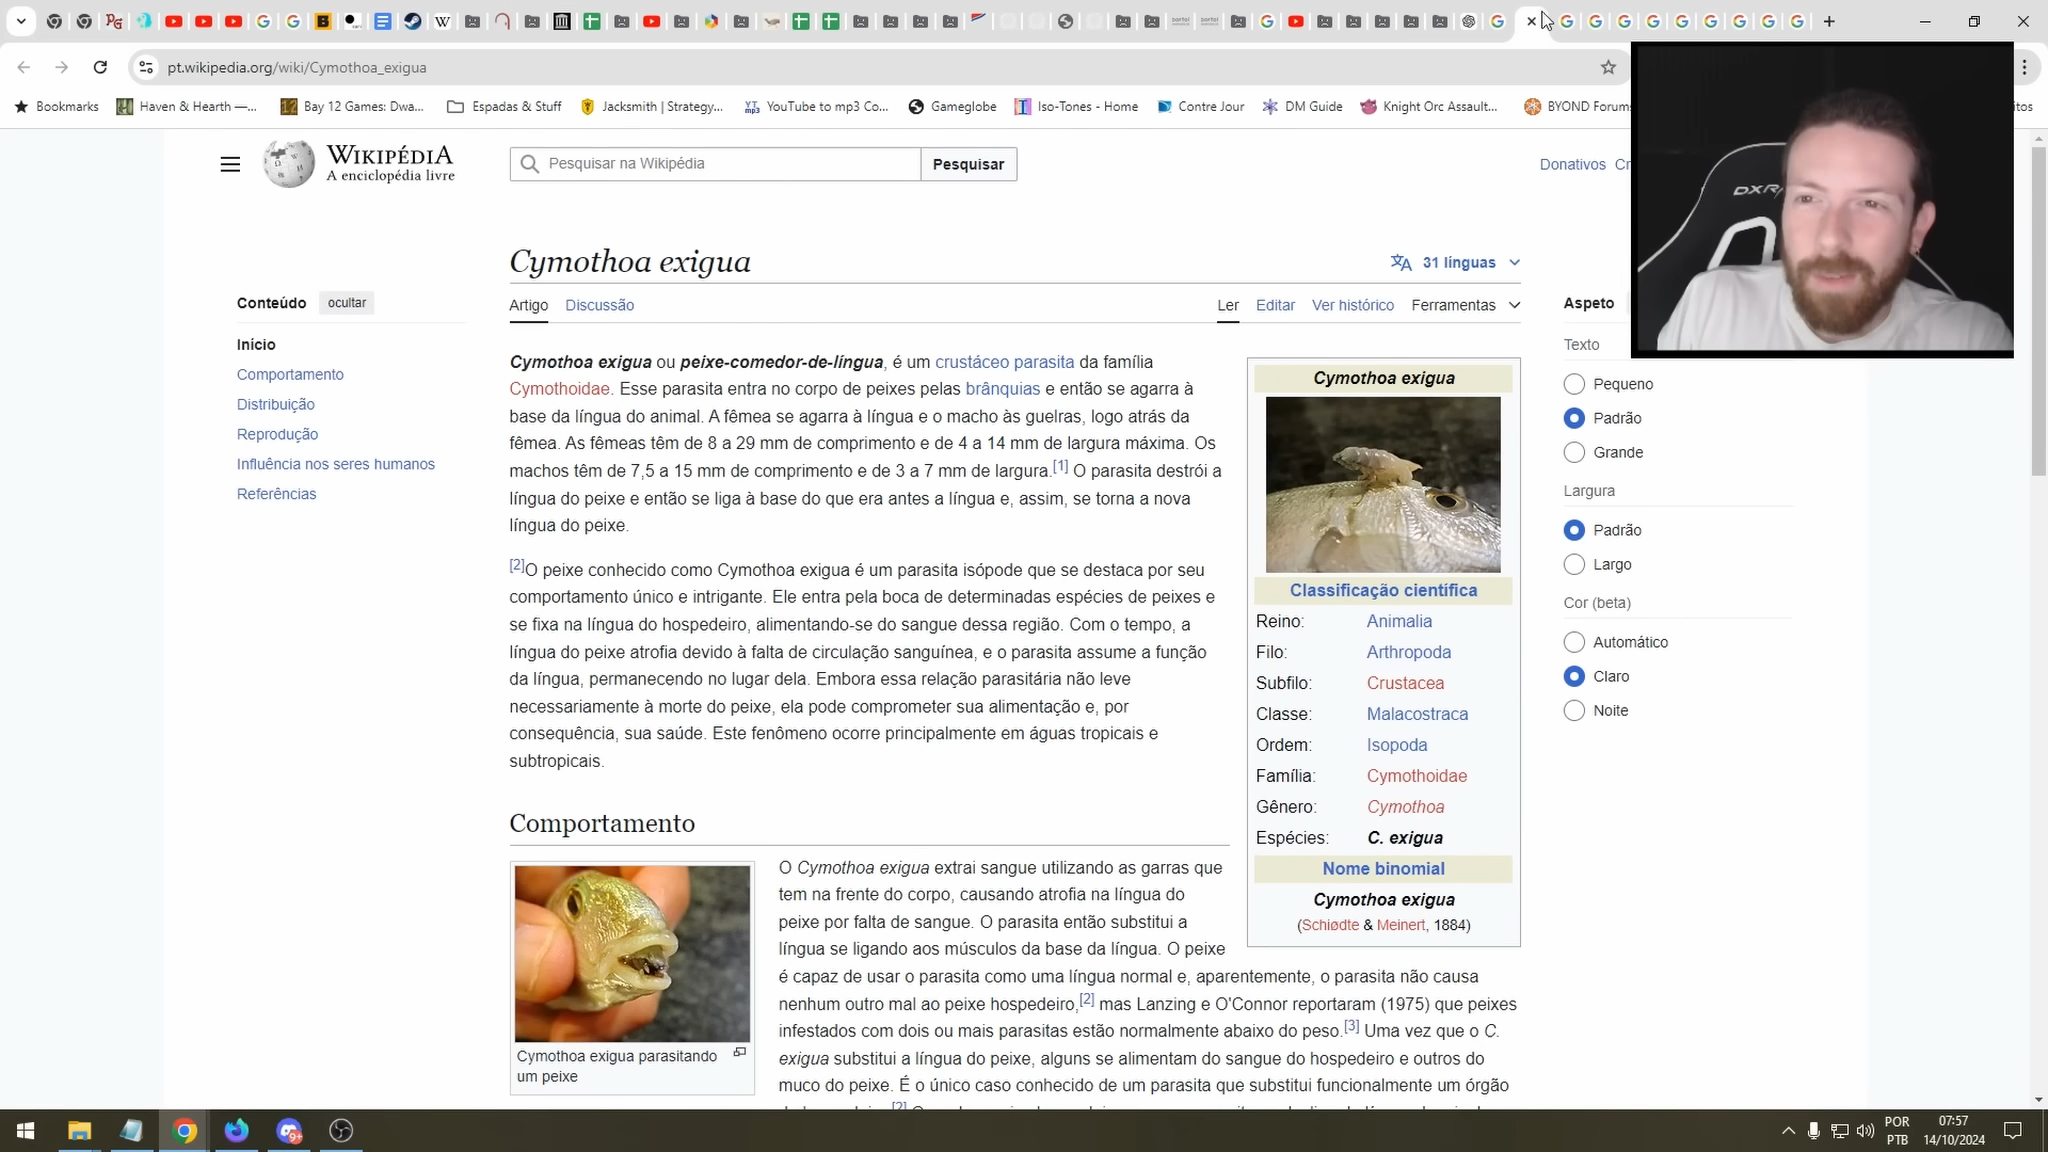 pt.wikipedia.org/wiki/Cymothoa_exigua
Bookmarks
Haven & Hearth —...
Bay 12 Games: Dwa...
Espadas & Stuff
Jacksmith | Strategy...
YouTube to mp3 Co...
Gameglobe
Iso-Tones - Home
Contre Jour
DM Guide
Knight Orc Assault...
BYOND Forums
itos
WIKIPÉDIA
A enciclopédia livre
Pesquisar na Wikipédia
Pesquisar
Donativos
Cr
DXR
Cymothoa exigua
31 línguas
Artigo
Discussão
Ler
Editar
Ver histórico
Ferramentas
Conteúdo
ocultar
Início
Comportamento
Distribuição
Reprodução
Influência nos seres humanos
Referências
Cymothoa exigua ou peixe-comedor-de-língua, é um crustáceo parasita da família
Cymothoidae. Esse parasita entra no corpo de peixes pelas brânquias e então se agarra à
base da língua do animal. A fêmea se agarra à língua e o macho às guelras, logo atrás da
fêmea. As fêmeas têm de 8 a 29 mm de comprimento e de 4 a 14 mm de largura máxima. Os
machos têm de 7,5 a 15 mm de comprimento e de 3 a 7 mm de largura.[1] O parasita destrói a
língua do peixe e então se liga à base do que era antes a língua e, assim, se torna a nova
língua do peixe.
[2]O peixe conhecido como Cymothoa exigua é um parasita isópode que se destaca por seu
comportamento único e intrigante. Ele entra pela boca de determinadas espécies de peixes e
se fixa na língua do hospedeiro, alimentando-se do sangue dessa região. Com o tempo, a
língua do peixe atrofia devido à falta de circulação sanguínea, e o parasita assume a função
da língua, permanecendo no lugar dela. Embora essa relação parasitária não leve
necessariamente à morte do peixe, ela pode comprometer sua alimentação e, por
consequência, sua saúde. Este fenômeno ocorre principalmente em águas tropicais e
subtropicais.
Comportamento
Cymothoa exigua parasitando
um peixe
O Cymothoa exigua extrai sangue utilizando as garras que
tem na frente do corpo, causando atrofia na língua do
peixe por falta de sangue. O parasita então substitui a
língua se ligando aos músculos da base da língua. O peixe
é capaz de usar o parasita como uma língua normal e, aparentemente, o parasita não causa
nenhum outro mal ao peixe hospedeiro,[2] mas Lanzing e O'Connor reportaram (1975) que peixes
infestados com dois ou mais parasitas estão normalmente abaixo do peso.[3] Uma vez que o C.
exigua substitui a língua do peixe, alguns se alimentam do sangue do hospedeiro e outros do
muco do peixe. É o único caso conhecido de um parasita que substitui funcionalmente um órgão
[2]
Cymothoa exigua
Classificação científica
Reino: Animalia
Filo: Arthropoda
Subfilo: Crustacea
Classe: Malacostraca
Ordem: Isopoda
Família: Cymothoidae
Gênero: Cymothoa
Espécies: C. exigua
Nome binomial
Cymothoa exigua
(Schiødte & Meinert, 1884)
Aspeto
Texto
Pequeno
Padrão
Grande
Largura
Padrão
Largo
Cor (beta)
Automático
Claro
Noite
9+
POR
PTB
07:57
14/10/2024